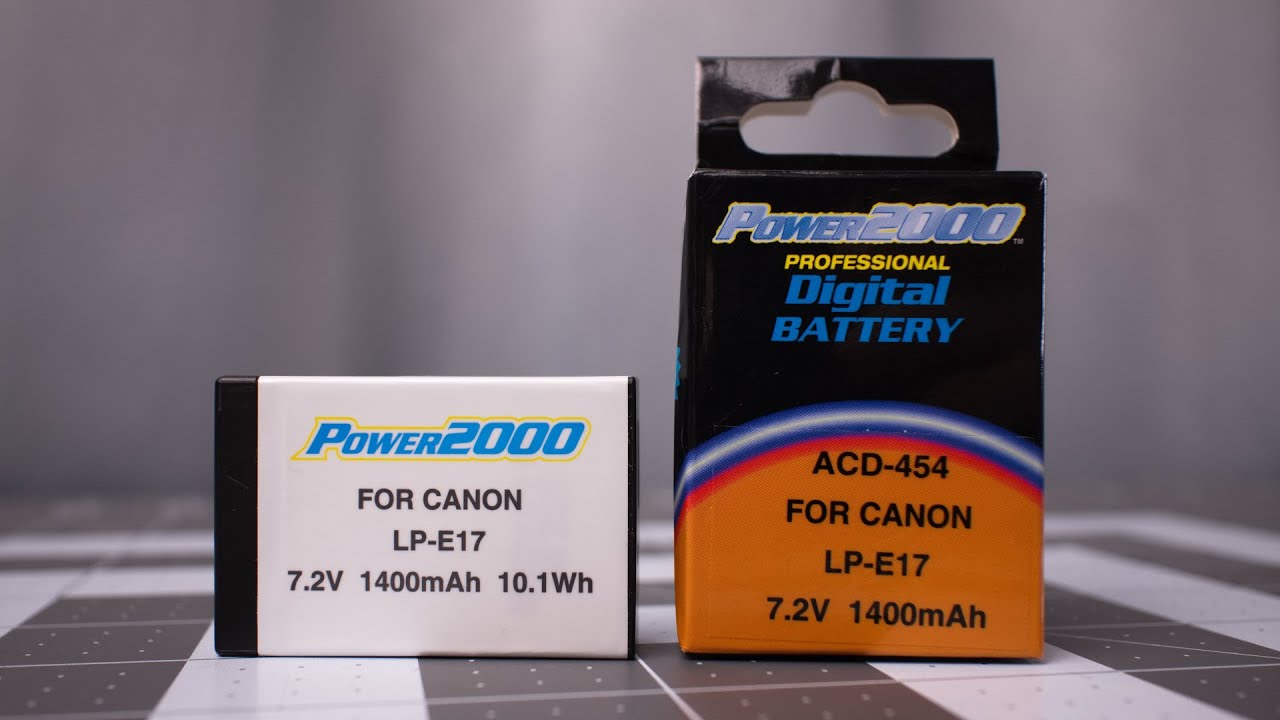 POWER2000
FOR CANON
LP-E17
7.2V 1400mAh 10.1Wh
POWER2000™
PROFESSIONAL
Digital
BATTERY
ACD-454
FOR CANON
LP-E17
7.2V 1400mAh